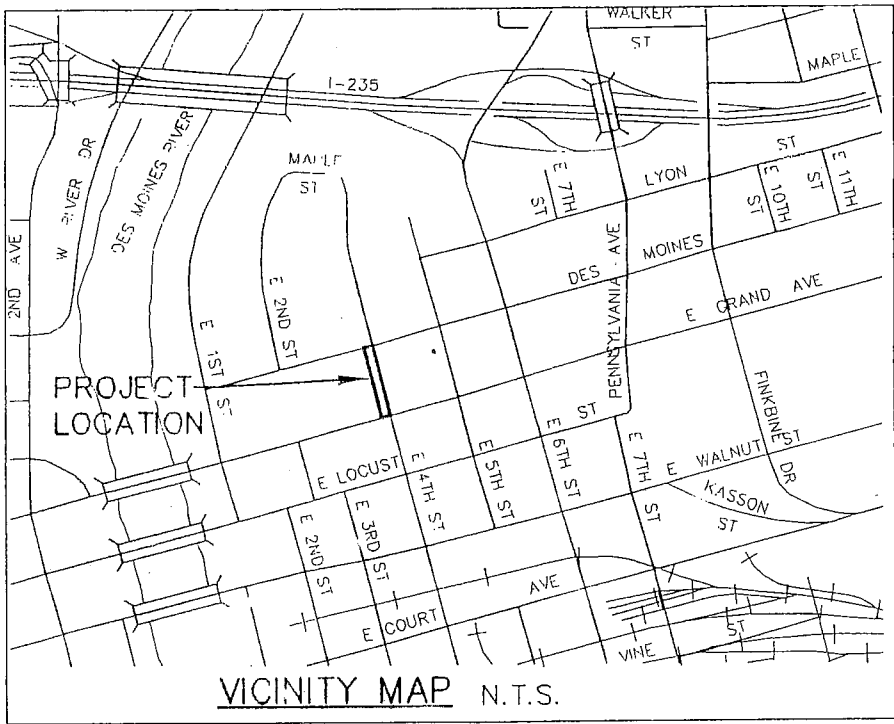 WALKER
ST
MAPLE
I-235
W RIVER DR
DES MOINES RIVER
MAPLE
ST
2ND AVE
E 7TH
ST
LYON
ST
E 10TH
ST
E 11TH
ST
DES MOINES
PENNSYLVANIA AVE
E GRAND AVE
E 1ST
ST
E 2ND ST
PROJECT
LOCATION
FINKBINE DR
E LOCUST
ST
E 4TH ST
E 5TH ST
E 6TH ST
E 7TH
ST
E WALNUT ST
KASSON
ST
E 2ND ST
E 3RD ST
E COURT
AVE
VINE
ST
VICINITY MAP N.T.S.